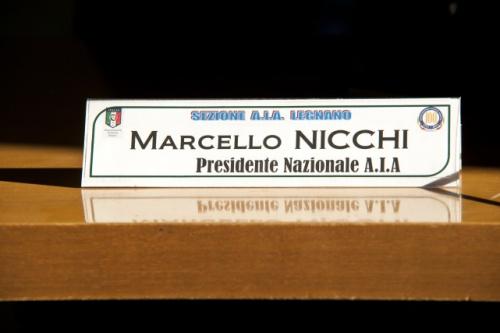 SEZIONE A.I.A. LEGNANO
MARCELLO NICCHI
Presidente Nazionale A.I.A